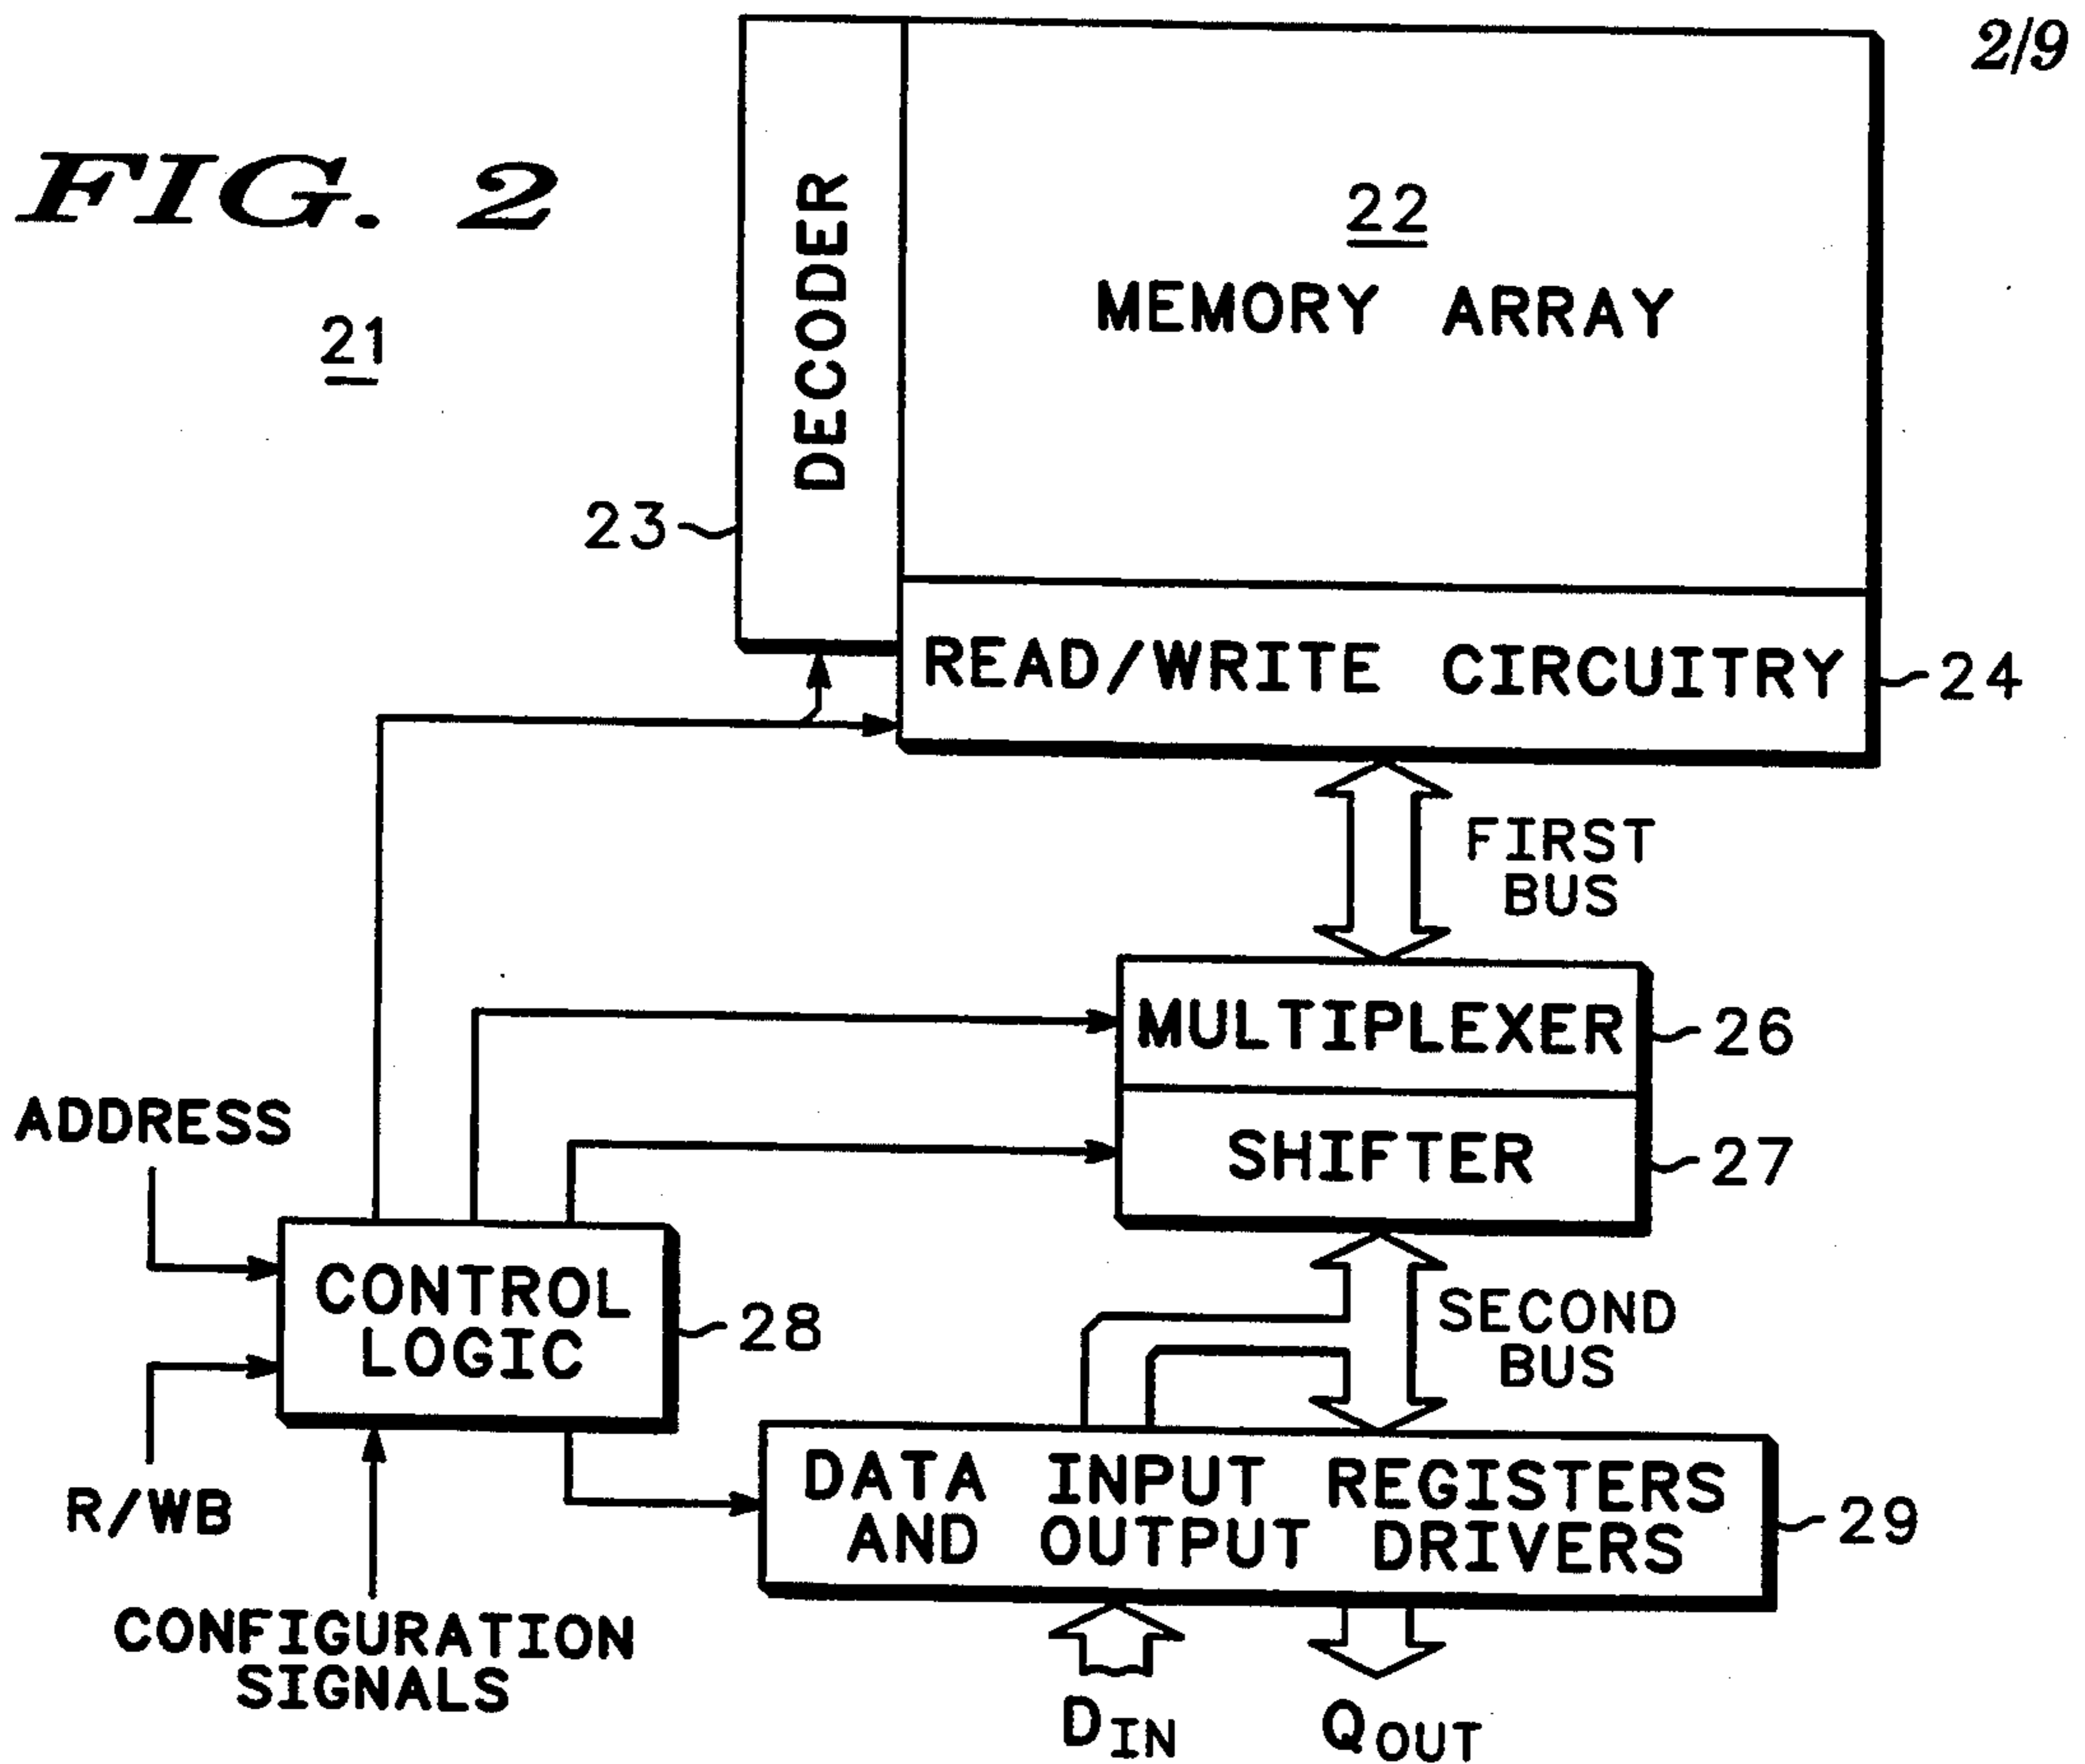 2/9
FIG. 2
21
DECODER
22
MEMORY ARRAY
23
READ/WRITE CIRCUITRY
24
FIRST
BUS
MULTIPLEXER
26
SHIFTER
27
ADDRESS
CONTROL
LOGIC
28
R/WB
CONFIGURATION
SIGNALS
SECOND
BUS
DATA INPUT REGISTERS
AND OUTPUT DRIVERS
29
DIN
QOUT